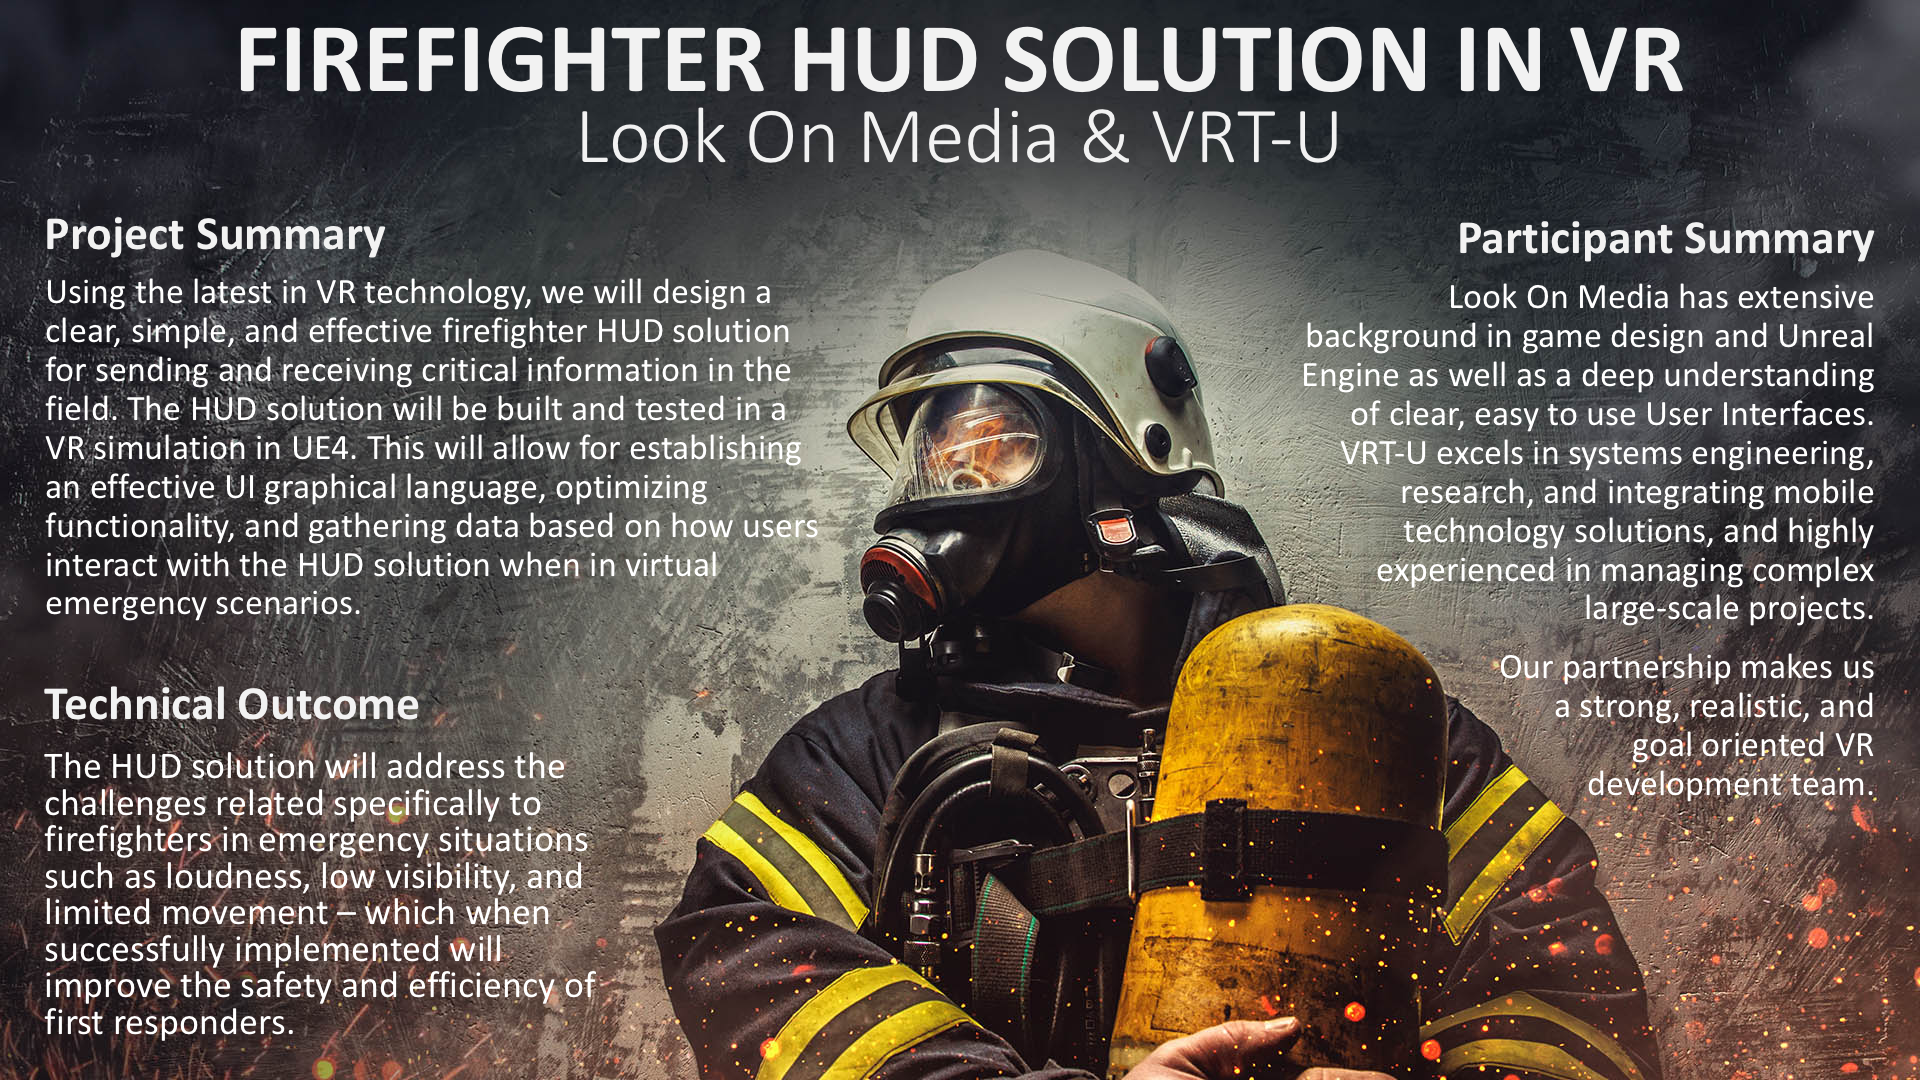 FIREFIGHTER HUD SOLUTION IN VR
Look On Media & VRT-U
Project Summary
Using the latest in VR technology, we will design a
clear, simple, and effective firefighter HUD solution
for sending and receiving critical information in the
field. The HUD solution will be built and tested in a
VR simulation in UE4. This will allow for establishing
an effective UI graphical language, optimizing
functionality, and gathering data based on how users
interact with the HUD solution when in virtual
emergency scenarios.
Technical Outcome
The HUD solution will address the
challenges related specifically to
firefighters in emergency situations
such as loudness, low visibility, and
limited movement – which when
successfully implemented will
improve the safety and efficiency of
first responders.
Participant Summary
Look On Media has extensive
background in game design and Unreal
Engine as well as a deep understanding
of clear, easy to use User Interfaces.
VRT-U excels in systems engineering,
research, and integrating mobile
technology solutions, and highly
experienced in managing complex
large-scale projects.
Our partnership makes us
a strong, realistic, and
goal oriented VR
development team.